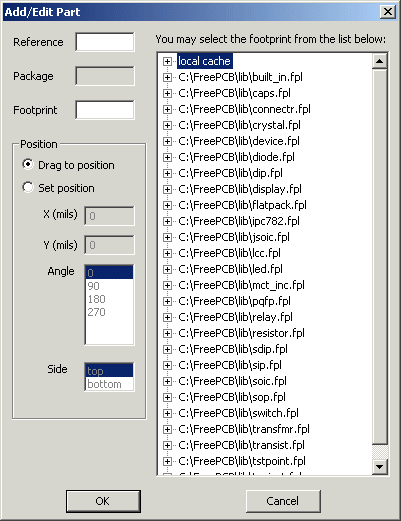 Add/Edit Part
Reference
Package
Footprint
Position
Drag to position
Set position
X (mils) 0
Y (mils) 0
Angle 0
90
180
270
Side top
bottom
You may select the footprint from the list below:
local cache
C:\FreePCB\lib\built_in.fpl
C:\FreePCB\lib\caps.fpl
C:\FreePCB\lib\connectr.fpl
C:\FreePCB\lib\crystal.fpl
C:\FreePCB\lib\device.fpl
C:\FreePCB\lib\diode.fpl
C:\FreePCB\lib\dip.fpl
C:\FreePCB\lib\display.fpl
C:\FreePCB\lib\flatpack.fpl
C:\FreePCB\lib\ipc782.fpl
C:\FreePCB\lib\jsoic.fpl
C:\FreePCB\lib\lcc.fpl
C:\FreePCB\lib\led.fpl
C:\FreePCB\lib\mct_inc.fpl
C:\FreePCB\lib\pqfp.fpl
C:\FreePCB\lib\relay.fpl
C:\FreePCB\lib\resistor.fpl
C:\FreePCB\lib\sdip.fpl
C:\FreePCB\lib\sip.fpl
C:\FreePCB\lib\soic.fpl
C:\FreePCB\lib\sop.fpl
C:\FreePCB\lib\switch.fpl
C:\FreePCB\lib\transfmr.fpl
C:\FreePCB\lib\transist.fpl
C:\FreePCB\lib\tstpoint.fpl
OK
Cancel